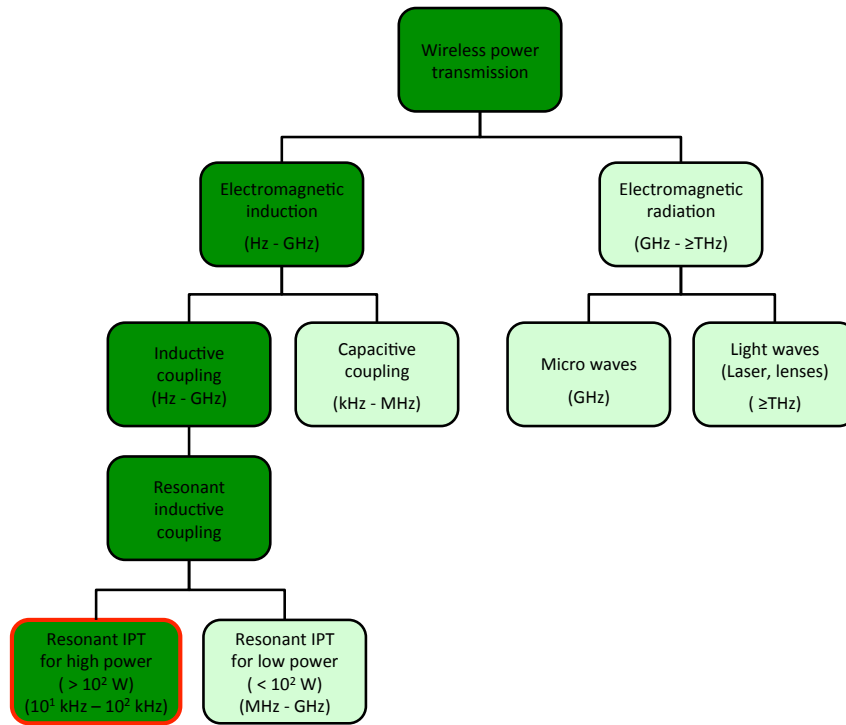 Wireless power
transmission
Electromagnetic
induction
(Hz - GHz)
Electromagnetic
radiation
(GHz - ≥THz)
Inductive
coupling
(Hz - GHz)
Capacitive
coupling
(kHz - MHz)
Micro waves
(GHz)
Light waves
(Laser, lenses)
( ≥THz)
Resonant
inductive
coupling
Resonant IPT
for high power
( > 10² W)
(10¹ kHz – 10² kHz)
Resonant IPT
for low power
( < 10² W)
(MHz - GHz)